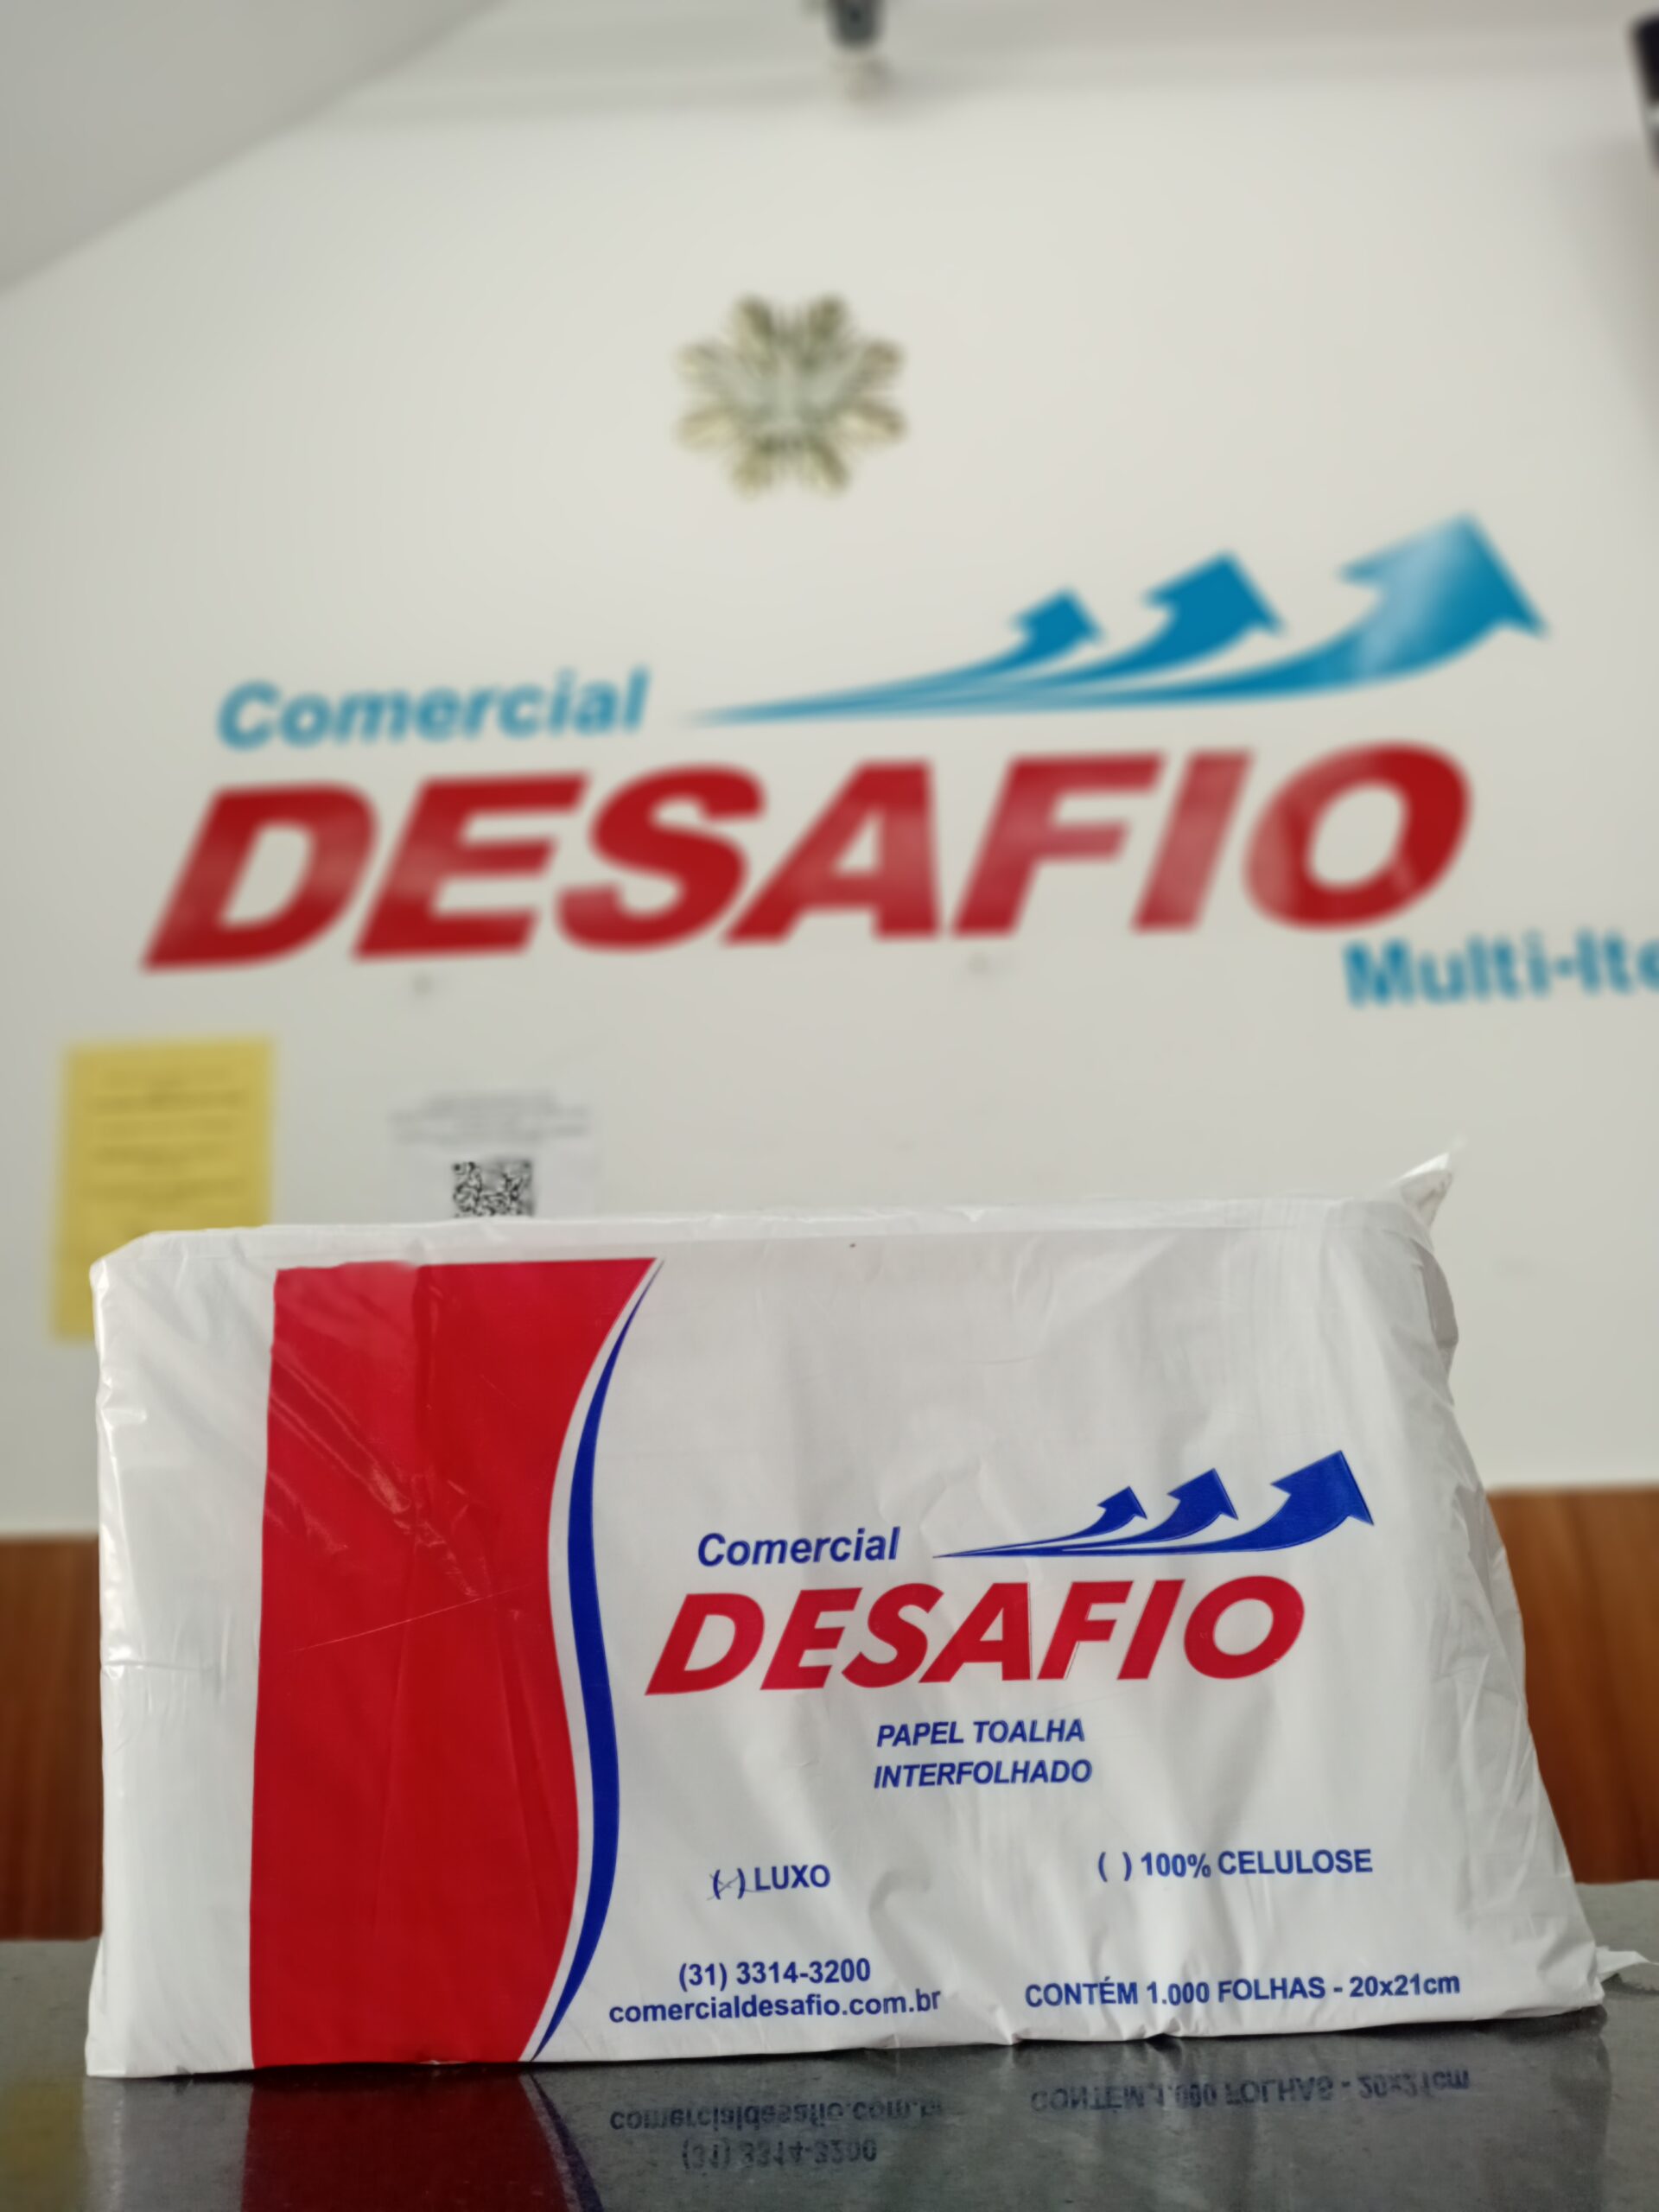 Comercial
DESAFIO
Comercial
DESAFIO
PAPEL TOALHA
INTERFOLHADO
( ) LUXO
( ) 100% CELULOSE
(31) 3314-3200
comercialdesafio.com.br
CONTÉM 1.000 FOLHAS - 20x21cm